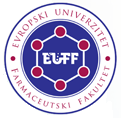 EVROPSKI UNIVERZITET
EUFF
FARMACEUTSKI FAKULTET